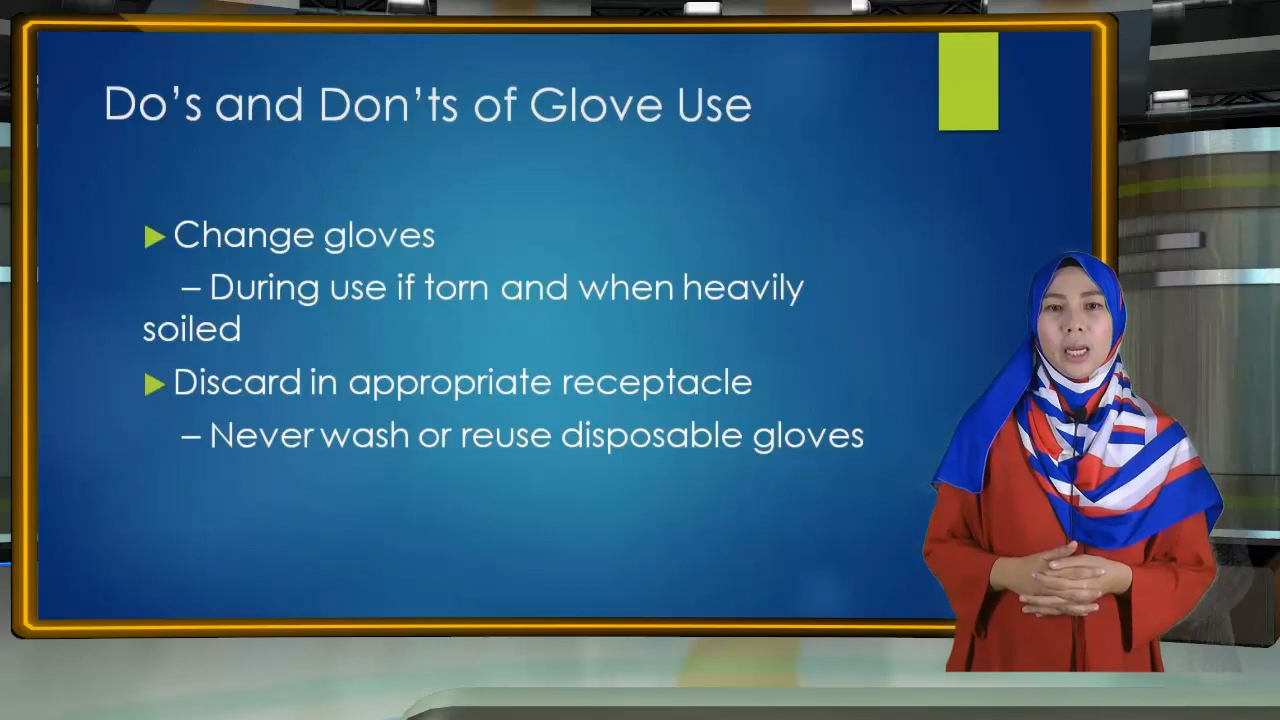 Do's and Don'ts of Glove Use
Change gloves
– During use if torn and when heavily
soiled
Discard in appropriate receptacle
– Never wash or reuse disposable gloves